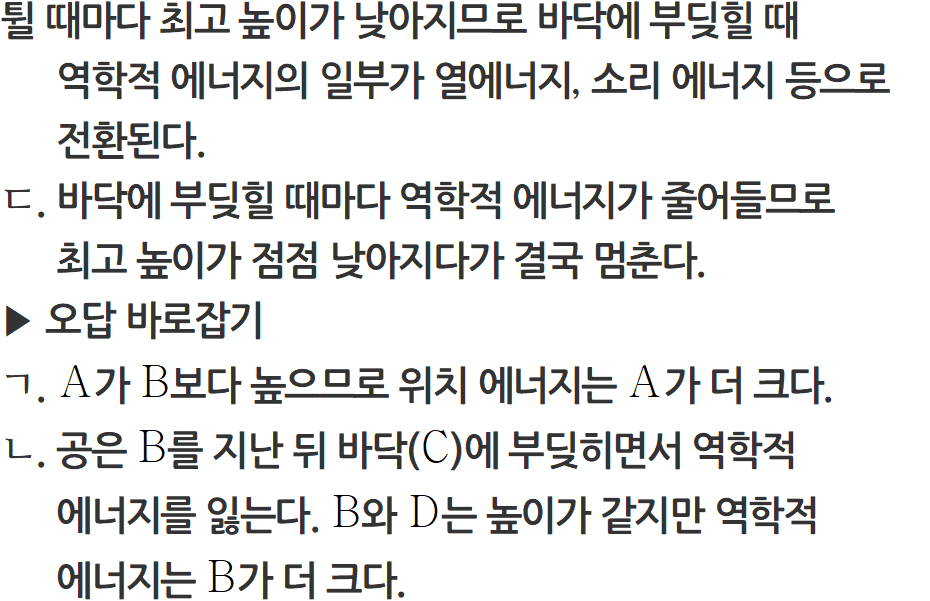 튈 때마다 최고 높이가 낮아지므로 바닥에 부딪힐 때
역학적 에너지의 일부가 열에너지, 소리 에너지 등으로
전환된다.
ㄷ. 바닥에 부딪힐 때마다 역학적 에너지가 줄어들므로
최고 높이가 점점 낮아지다가 결국 멈춘다.
▶ 오답 바로잡기
ㄱ. A가 B보다 높으므로 위치 에너지는 A가 더 크다.
ㄴ. 공은 B를 지난 뒤 바닥(C)에 부딪히면서 역학적
에너지를 잃는다. B와 D는 높이가 같지만 역학적
에너지는 B가 더 크다.